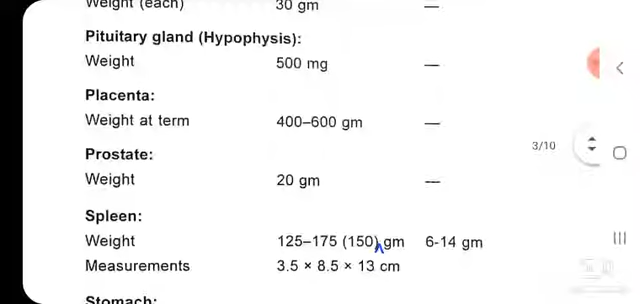 Weight (each) 30 gm —
Pituitary gland (Hypophysis):
Weight 500 mg —
Placenta:
Weight at term 400–600 gm —
Prostate:
Weight 20 gm —
3/10
Spleen:
Weight 125–175 (150) gm 6-14 gm
Measurements 3.5 × 8.5 × 13 cm
Stomach: